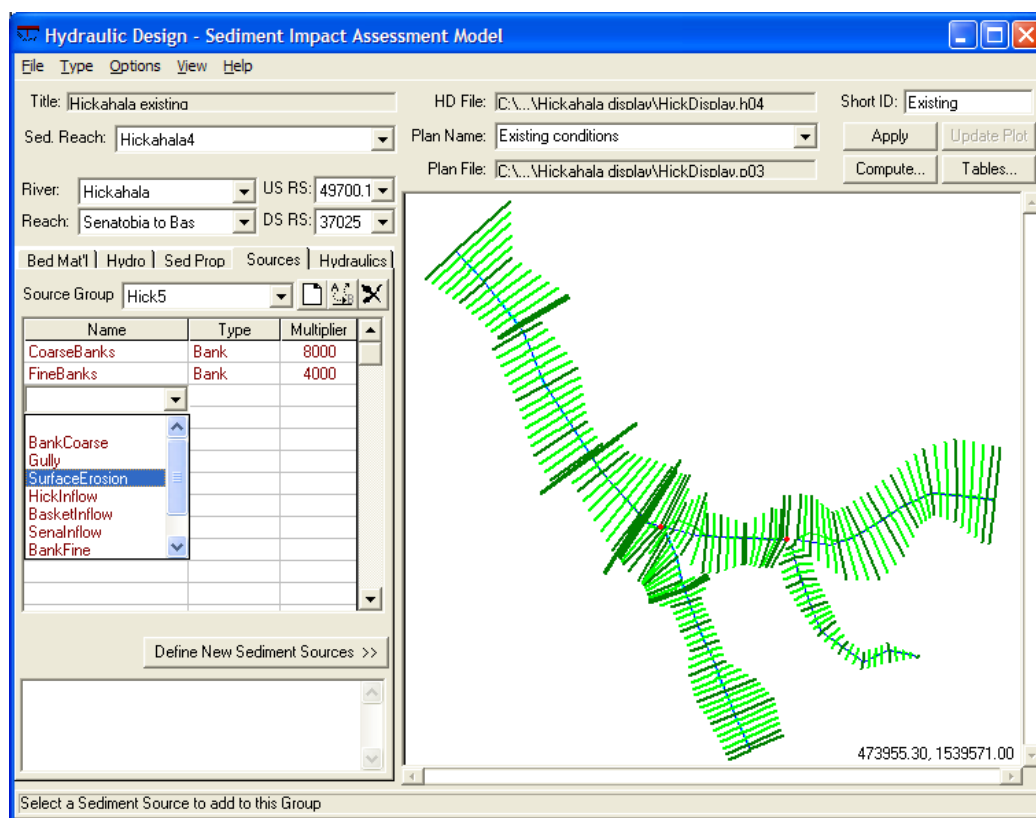 Hydraulic Design - Sediment Impact Assessment Model
File Type Options View Help
Title: Hickahala existing HD File: C:\...\Hickahala display\HickDisplay.h04 Short ID: Existing
Sed. Reach: Hickahala4 Plan Name: Existing conditions Apply Update Plot
Plan File: C:\...\Hickahala display\HickDisplay.p03 Compute... Tables...
River: Hickahala US RS: 49700.1
Reach: Senatobia to Bas DS RS: 37025
Bed Mat'l Hydro Sed Prop Sources Hydraulics
Source Group Hick5
Name Type Multiplier
CoarseBanks Bank 8000
FineBanks Bank 4000
BankCoarse
Gully
SurfaceErosion
HickInflow
BasketInflow
SenaInflow
BankFine
Define New Sediment Sources >>
473955.30, 1539571.00
Select a Sediment Source to add to this Group